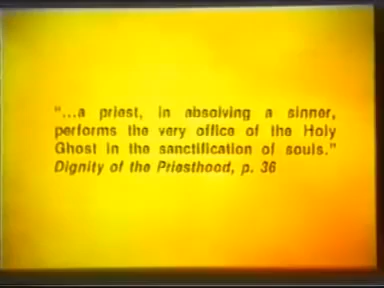 "...a priest, in absolving a sinner,
performs the very office of the Holy
Ghost in the sanctification of souls."
Dignity of the Priesthood, p. 36